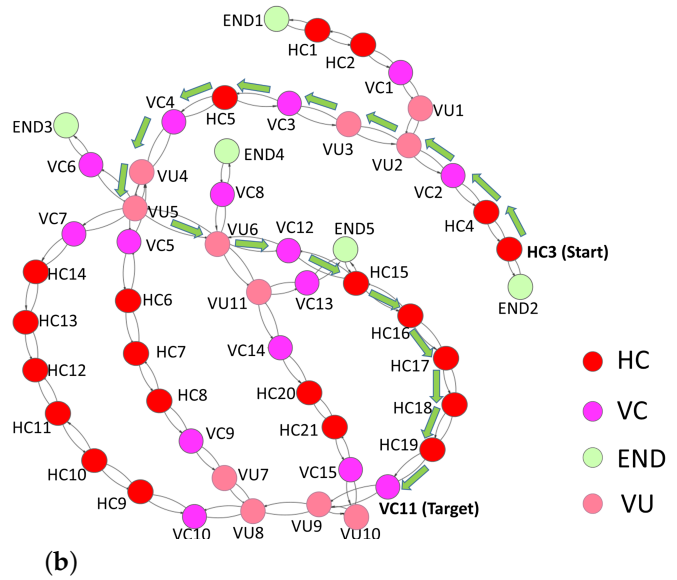 END1
HC1
HC2
VC1
VC4
HC5
VC3
VU1
END3
VU3
VU2
END4
VC6
VU4
VC2
VC8
HC4
VU5
VC7
VC5
VU6
VC12
END5
HC3 (Start)
HC14
HC15
VU11
VC13
END2
HC6
HC16
HC13
VC14
HC7
HC17
HC12
HC
HC8
HC20
HC18
HC11
VC
HC21
VC9
HC19
HC10
VC15
END
VU7
HC9
VC11 (Target)
VU
VC10
VU8
VU9
VU10
(b)